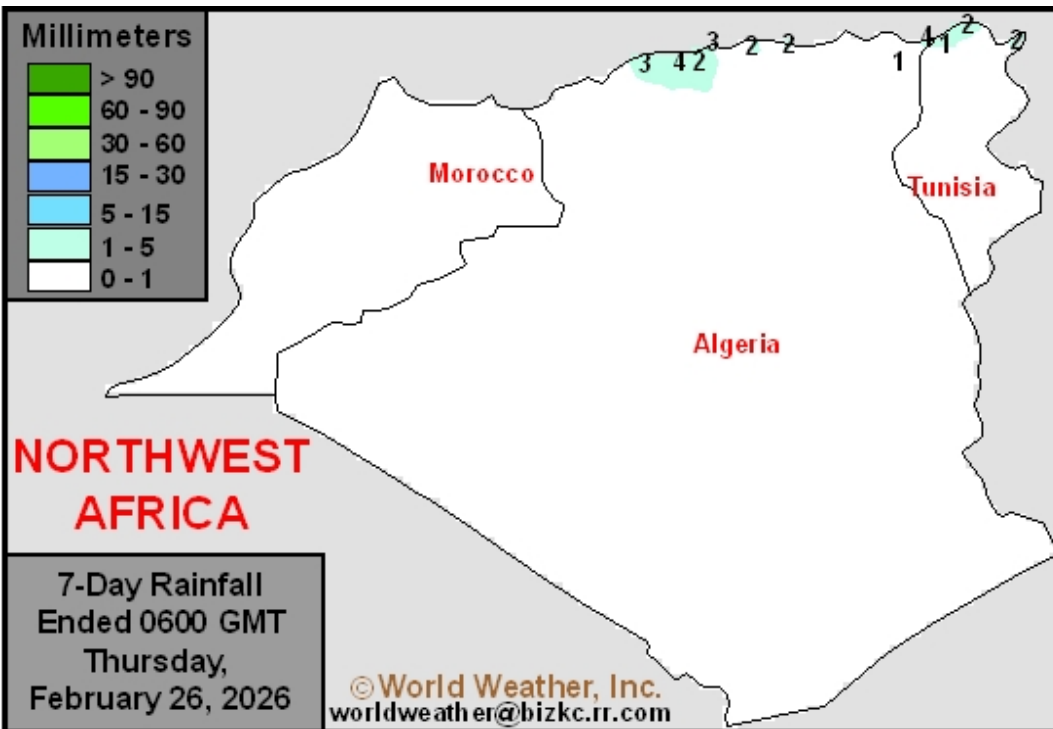 Millimeters
> 90
60 - 90
30 - 60
15 - 30
5 - 15
1 - 5
0 - 1
3 4 2 3 2 2 1 4 1 2 2
Morocco
Tunisia
Algeria
NORTHWEST
AFRICA
7-Day Rainfall
Ended 0600 GMT
Thursday,
February 26, 2026
©World Weather, Inc.
worldweather@bizkc.rr.com